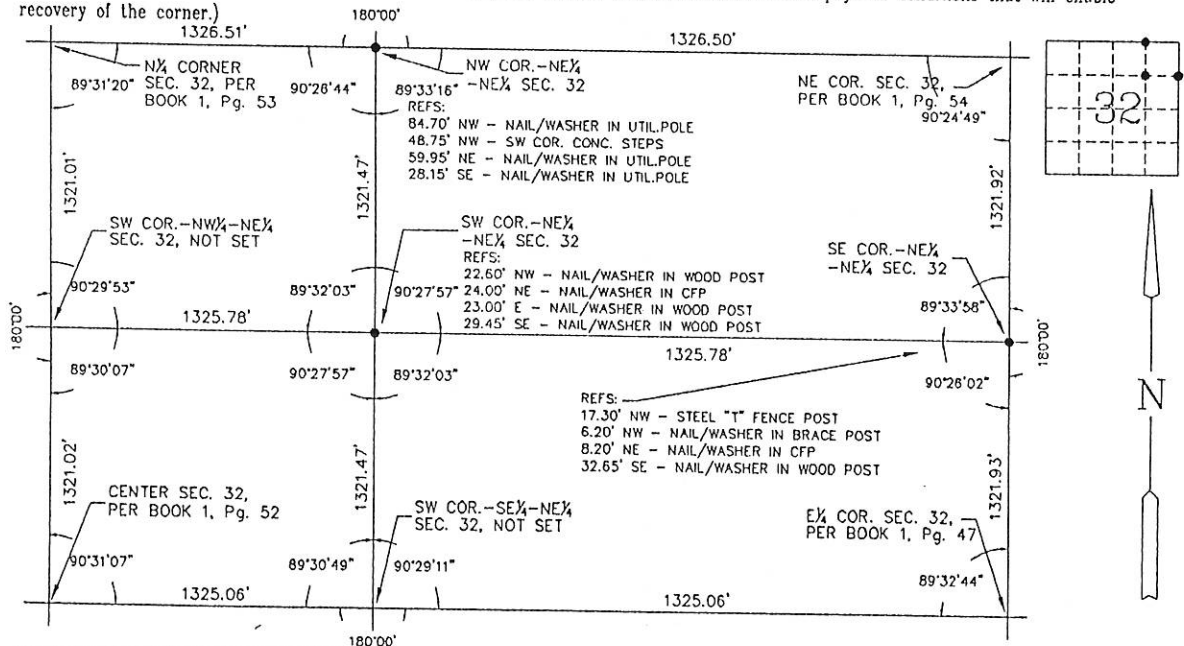 physical conditions that will enable
recovery of the corner.)
1326.51'
180°00'
1326.50'
N¼ CORNER
SEC. 32, PER
BOOK 1, Pg. 53
89°31'20"
90°26'44"
89°33'16"
NW COR.-NE¼
-NE¼ SEC. 32
REFS:
84.70' NW - NAIL/WASHER IN UTIL.POLE
48.75' NW - SW COR. CONC. STEPS
59.95' NE - NAIL/WASHER IN UTIL.POLE
28.15' SE - NAIL/WASHER IN UTIL.POLE
NE COR. SEC. 32,
PER BOOK 1, Pg. 54
90°24'49"
32
1321.01'
1321.47'
1321.92'
SW COR.-NW¼-NE¼
SEC. 32, NOT SET
SW COR.-NE¼
-NE¼ SEC. 32
REFS:
22.60' NW - NAIL/WASHER IN WOOD POST
24.00' NE - NAIL/WASHER IN CFP
23.00' E - NAIL/WASHER IN WOOD POST
29.45' SE - NAIL/WASHER IN WOOD POST
SE COR.-NE¼
-NE¼ SEC. 32
90°29'53"
89°32'03"
90°27'57"
89°33'58"
180°00'
1325.78'
1325.78'
180°00'
89°30'07"
90°27'57"
89°32'03"
90°26'02"
REFS:
17.30' NW - STEEL "T" FENCE POST
6.20' NW - NAIL/WASHER IN BRACE POST
8.20' NE - NAIL/WASHER IN CFP
32.65' SE - NAIL/WASHER IN WOOD POST
N
1321.02'
1321.47'
1321.93'
CENTER SEC. 32,
PER BOOK 1, Pg. 52
SW COR.-SE¼-NE¼
SEC. 32, NOT SET
E¼ COR. SEC. 32,
PER BOOK 1, Pg. 47
90°31'07"
89°30'49"
90°29'11"
89°32'44"
1325.06'
1325.06'
180°00'